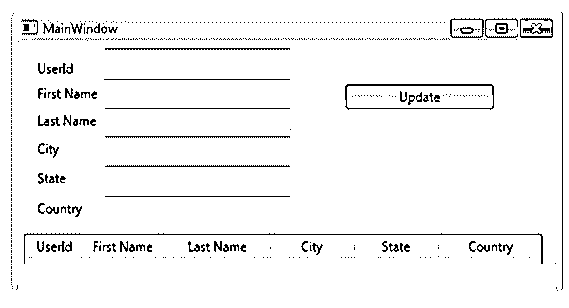 MainWindow
UserId
First Name
Update
Last Name
City
State
Country
UserId First Name Last Name City State Country